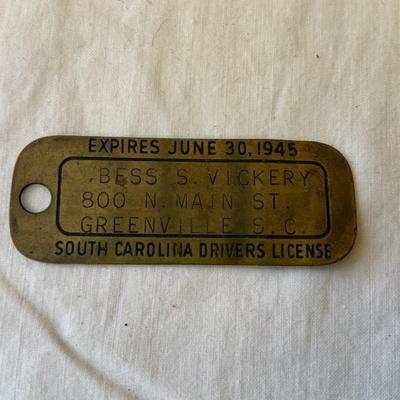 EXPIRES JUNE 30, 1945
BESS S. VICKERY
800 N. MAIN ST.
GREENVILLE S. C.
SOUTH CAROLINA DRIVERS LICENSE